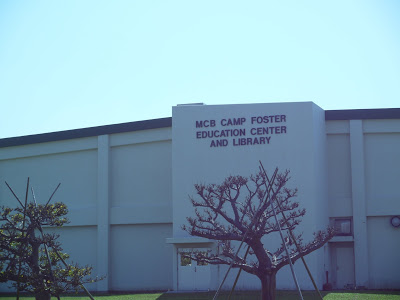 MCB CAMP FOSTER
EDUCATION CENTER
AND LIBRARY